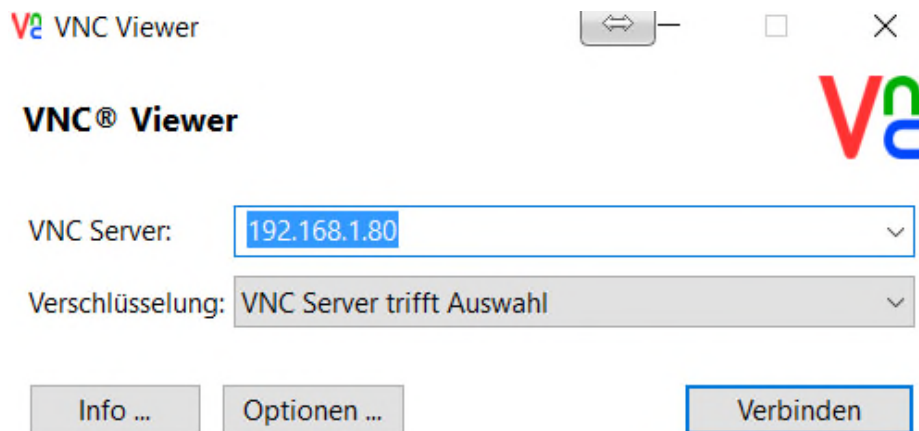 VNC Viewer
VNC® Viewer
VNC Server: 192.168.1.80
Verschlüsselung: VNC Server trifft Auswahl
Info ... Optionen ... Verbinden